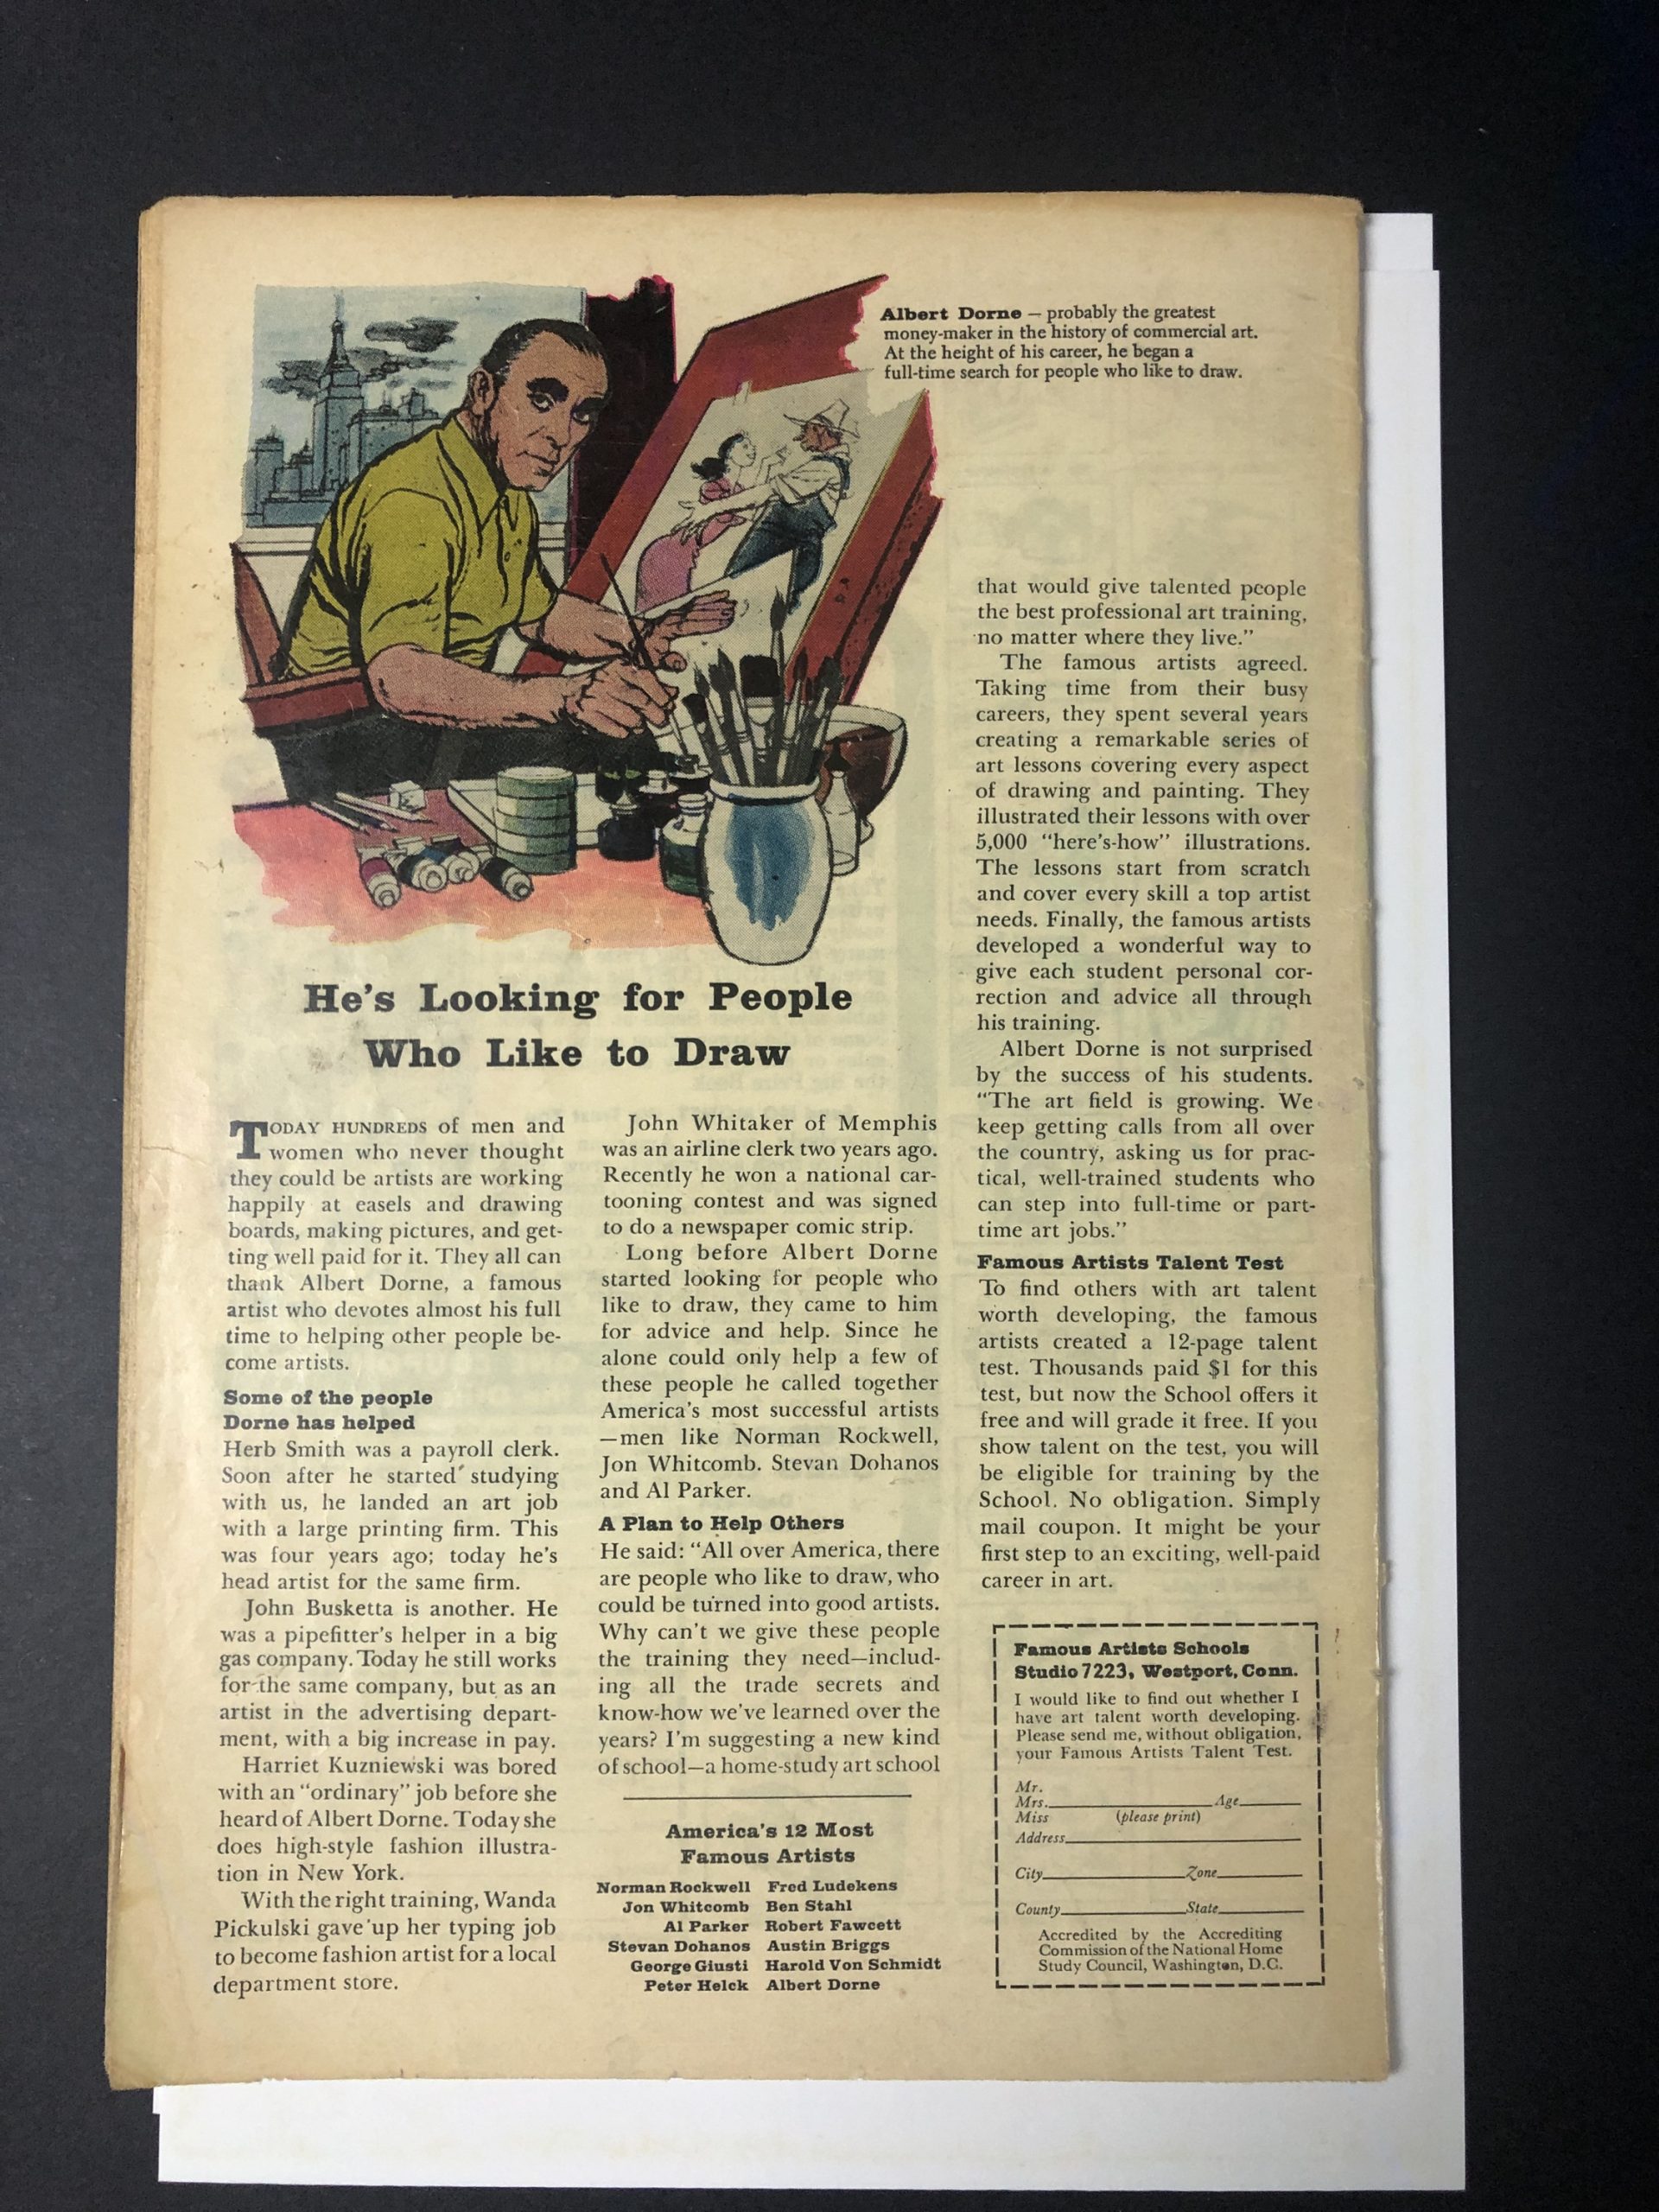 Albert Dorne – probably the greatest
money-maker in the history of commercial art.
At the height of his career, he began a
full-time search for people who like to draw.
He's Looking for People
Who Like to Draw
TODAY HUNDREDS of men and
women who never thought
they could be artists are working
happily at easels and drawing
boards, making pictures, and get-
ting well paid for it. They all can
thank Albert Dorne, a famous
artist who devotes almost his full
time to helping other people be-
come artists.
Some of the people
Dorne has helped
Herb Smith was a payroll clerk.
Soon after he started studying
with us, he landed an art job
with a large printing firm. This
was four years ago; today he's
head artist for the same firm.
John Busketta is another. He
was a pipefitter's helper in a big
gas company. Today he still works
for the same company, but as an
artist in the advertising depart-
ment, with a big increase in pay.
Harriet Kuzniewski was bored
with an "ordinary" job before she
heard of Albert Dorne. Today she
does high-style fashion illustra-
tion in New York.
With the right training, Wanda
Pickulski gave up her typing job
to become fashion artist for a local
department store.
John Whitaker of Memphis
was an airline clerk two years ago.
Recently he won a national car-
tooning contest and was signed
to do a newspaper comic strip.
Long before Albert Dorne
started looking for people who
like to draw, they came to him
for advice and help. Since he
alone could only help a few of
these people he called together
America's most successful artists
—men like Norman Rockwell,
Jon Whitcomb. Stevan Dohanos
and Al Parker.
A Plan to Help Others
He said: "All over America, there
are people who like to draw, who
could be turned into good artists.
Why can't we give these people
the training they need—includ-
ing all the trade secrets and
know-how we've learned over the
years? I'm suggesting a new kind
of school—a home-study art school
America's 12 Most
Famous Artists
Norman Rockwell Fred Ludekens
Jon Whitcomb Ben Stahl
Al Parker Robert Fawcett
Stevan Dohanos Austin Briggs
George Giusti Harold Von Schmidt
Peter Helck Albert Dorne
that would give talented people
the best professional art training,
no matter where they live."
The famous artists agreed.
Taking time from their busy
careers, they spent several years
creating a remarkable series of
art lessons covering every aspect
of drawing and painting. They
illustrated their lessons with over
5,000 "here's-how" illustrations.
The lessons start from scratch
and cover every skill a top artist
needs. Finally, the famous artists
developed a wonderful way to
give each student personal cor-
rection and advice all through
his training.
Albert Dorne is not surprised
by the success of his students.
"The art field is growing. We
keep getting calls from all over
the country, asking us for prac-
tical, well-trained students who
can step into full-time or part-
time art jobs."
Famous Artists Talent Test
To find others with art talent
worth developing, the famous
artists created a 12-page talent
test. Thousands paid $1 for this
test, but now the School offers it
free and will grade it free. If you
show talent on the test, you will
be eligible for training by the
School. No obligation. Simply
mail coupon. It might be your
first step to an exciting, well-paid
career in art.
Famous Artists Schools
Studio 7223, Westport, Conn.
I would like to find out whether I
have art talent worth developing.
Please send me, without obligation,
your Famous Artists Talent Test.
Mr.
Mrs. Age
Miss (please print)
Address
City Zone
County State
Accredited by the Accrediting
Commission of the National Home
Study Council, Washington, D.C.